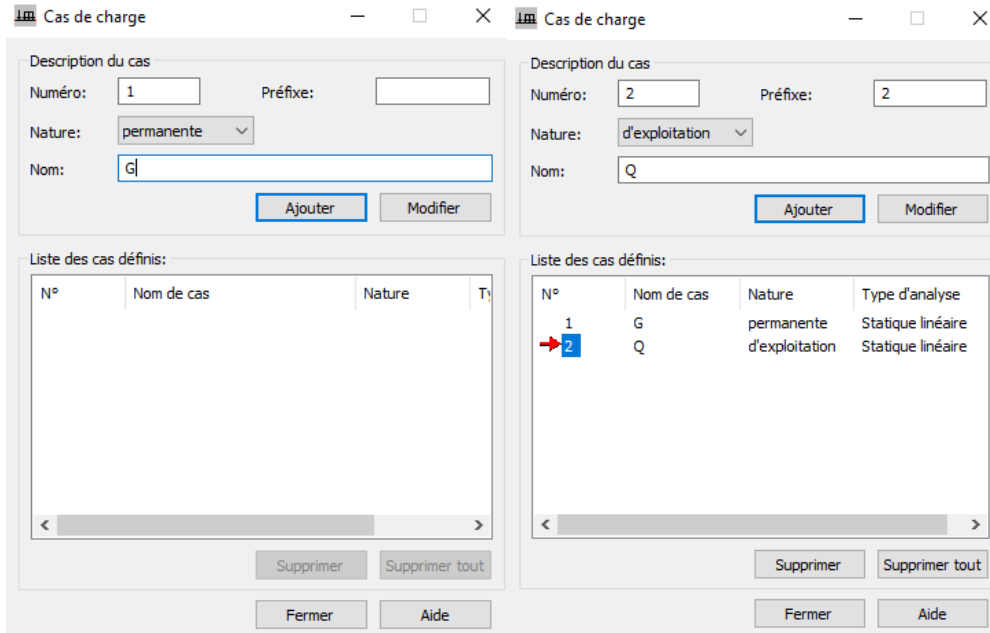 Cas de charge
Description du cas
Numéro: 1 Préfixe:
Nature: permanente
Nom: G
Ajouter Modifier
Liste des cas définis:
N° Nom de cas Nature Ty
Supprimer Supprimer tout
Fermer Aide
Cas de charge
Description du cas
Numéro: 2 Préfixe: 2
Nature: d'exploitation
Nom: Q
Ajouter Modifier
Liste des cas définis:
N° Nom de cas Nature Type d'analyse
1 G permanente Statique linéaire
2 Q d'exploitation Statique linéaire
Supprimer Supprimer tout
Fermer Aide